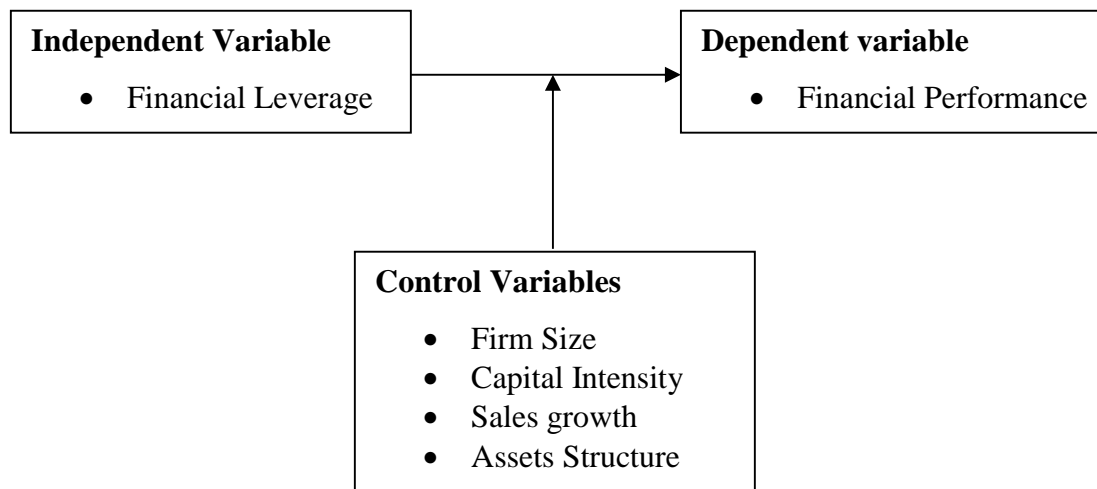 Independent Variable
• Financial Leverage
Dependent variable
• Financial Performance
Control Variables
• Firm Size
• Capital Intensity
• Sales growth
• Assets Structure